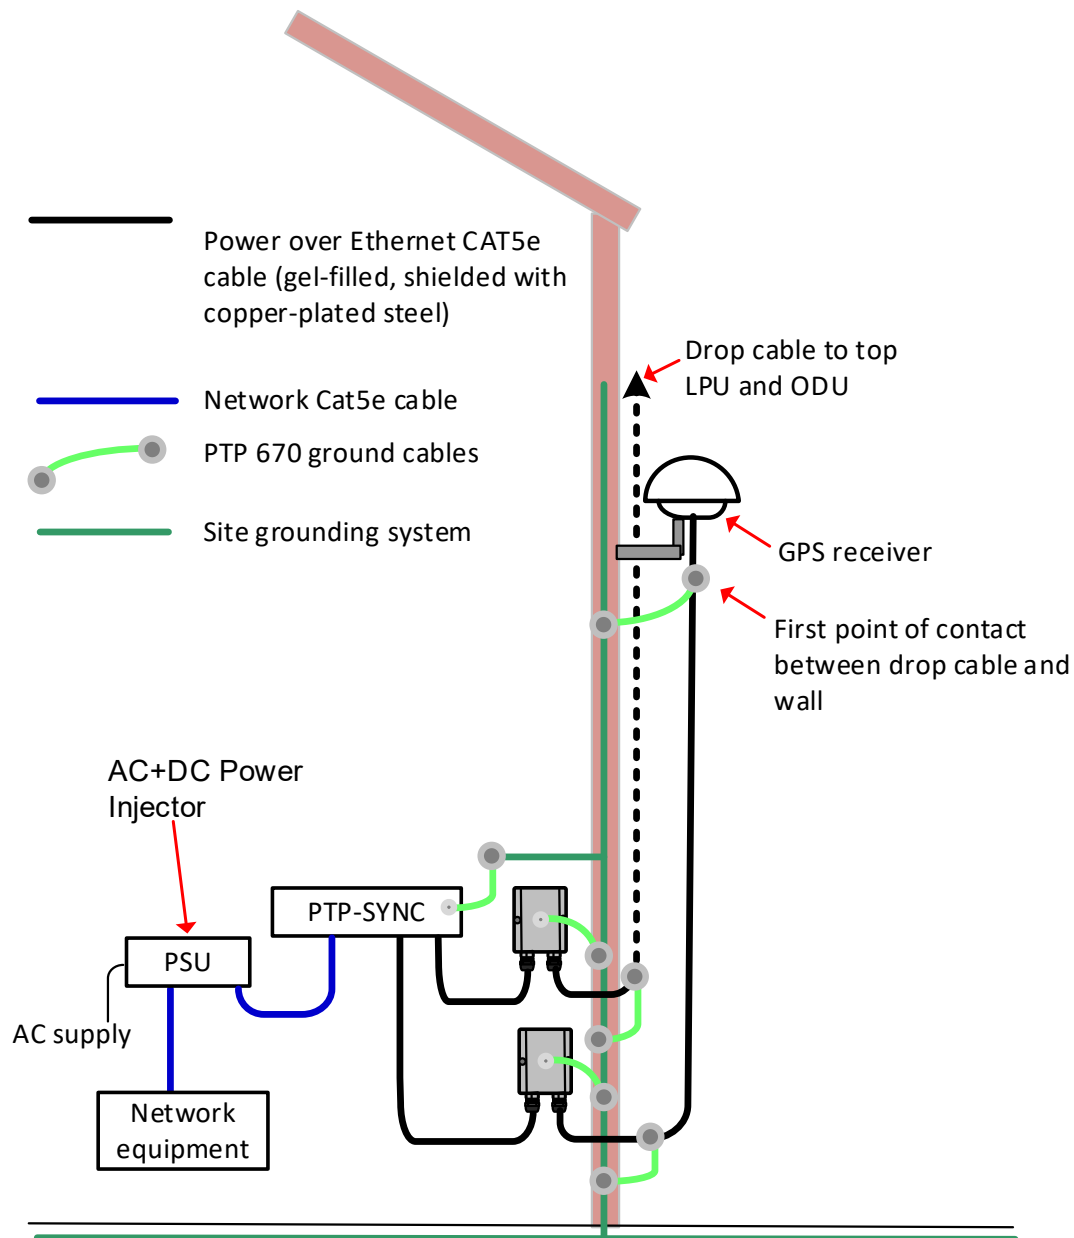 Power over Ethernet CAT5e
cable (gel-filled, shielded with
copper-plated steel)
Drop cable to top
LPU and ODU
Network Cat5e cable
PTP 670 ground cables
Site grounding system
GPS receiver
First point of contact
between drop cable and
wall
AC+DC Power
Injector
PTP-SYNC
PSU
AC supply
Network
equipment